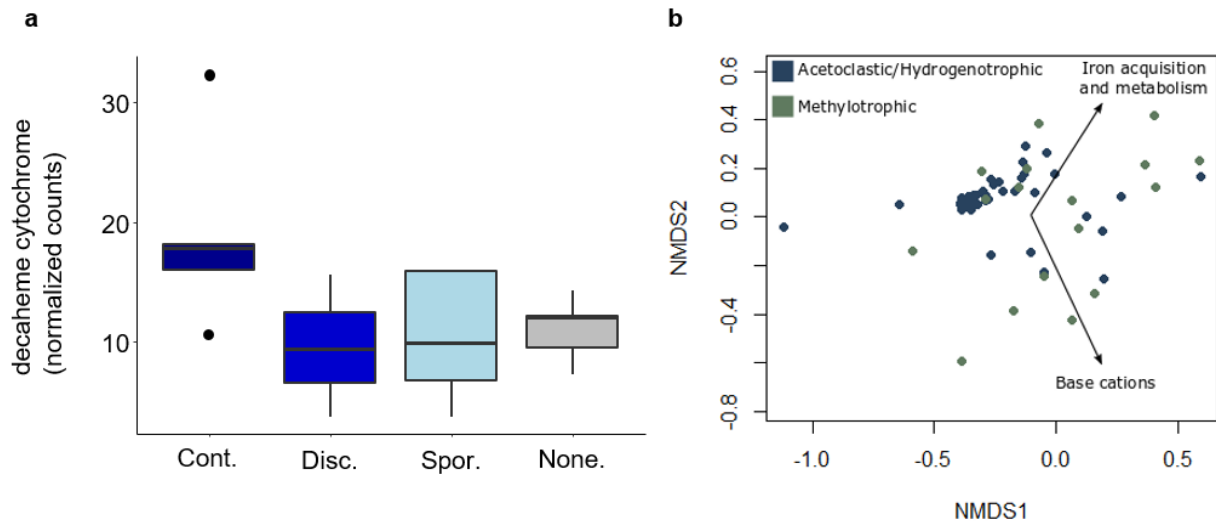 a
decaheme cytochrome
(normalized counts)
30
20
10
Cont.
Disc.
Spor.
None.
b
Acetoclastic/Hydrogenotrophic
Methylotrophic
Iron acquisition
and metabolism
Base cations
NMDS2
0.6
0.4
0.2
0.0
-0.4
-0.8
-1.0
-0.5
0.0
0.5
NMDS1